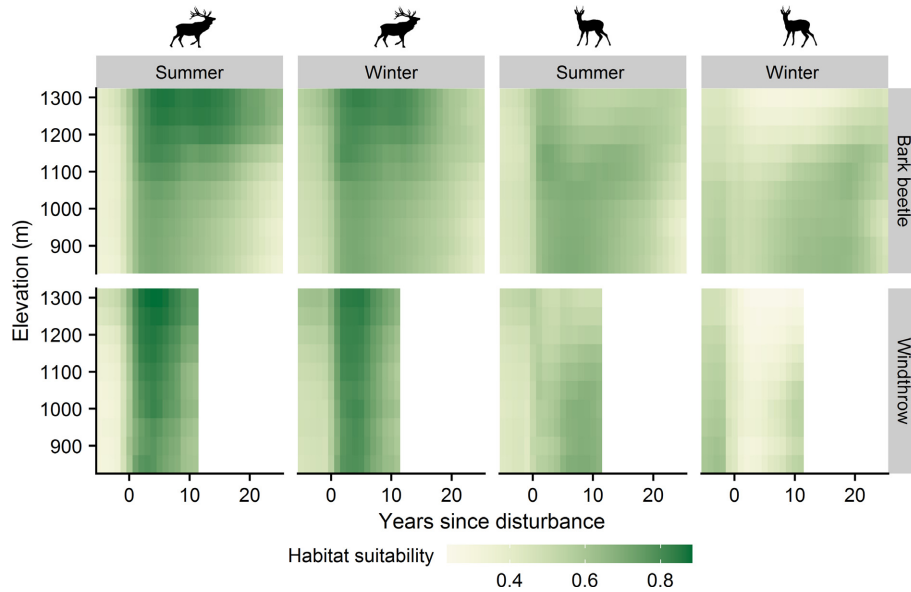 Summer Winter Summer Winter
1300
1200
1100
1000
900
Bark beetle
1300
1200
1100
1000
900
Windthrow
Elevation (m)
0 10 20 0 10 20 0 10 20 0 10 20
Years since disturbance
Habitat suitability
0.4 0.6 0.8